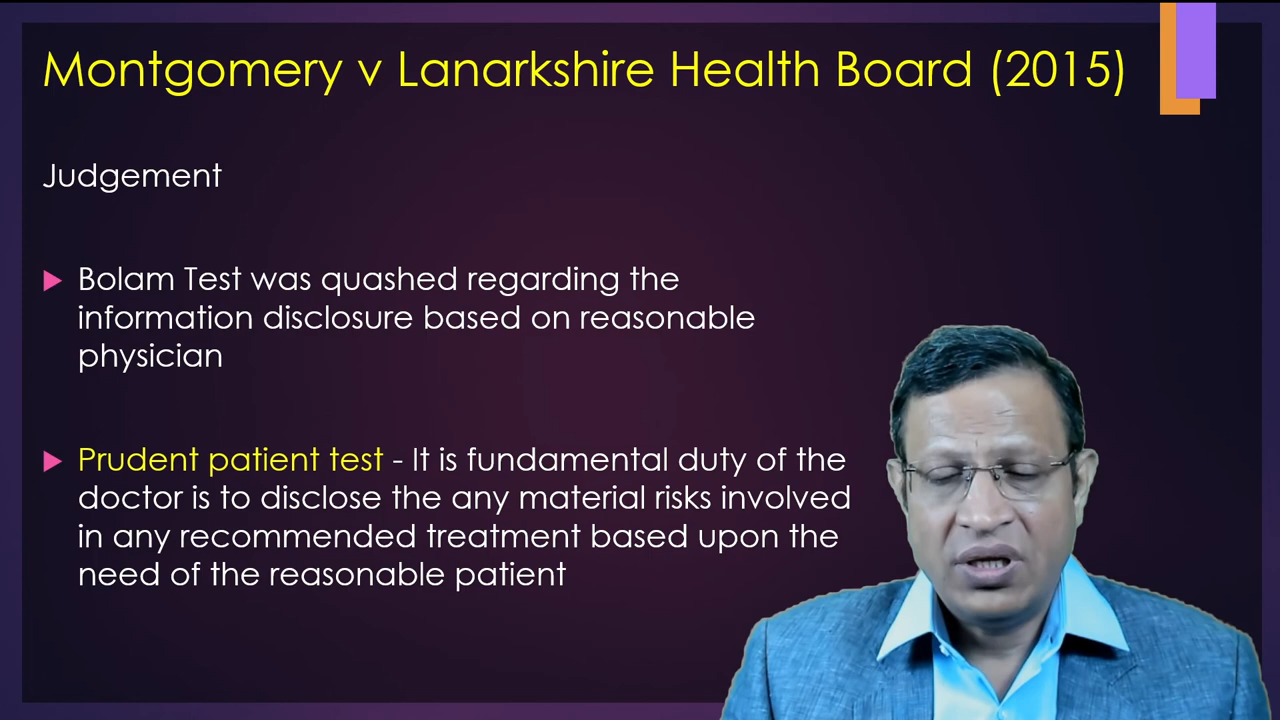 Montgomery v Lanarkshire Health Board (2015)
Judgement
Bolam Test was quashed regarding the
information disclosure based on reasonable
physician
Prudent patient test - It is fundamental duty of the
doctor is to disclose the any material risks involved
in any recommended treatment based upon the
need of the reasonable patient